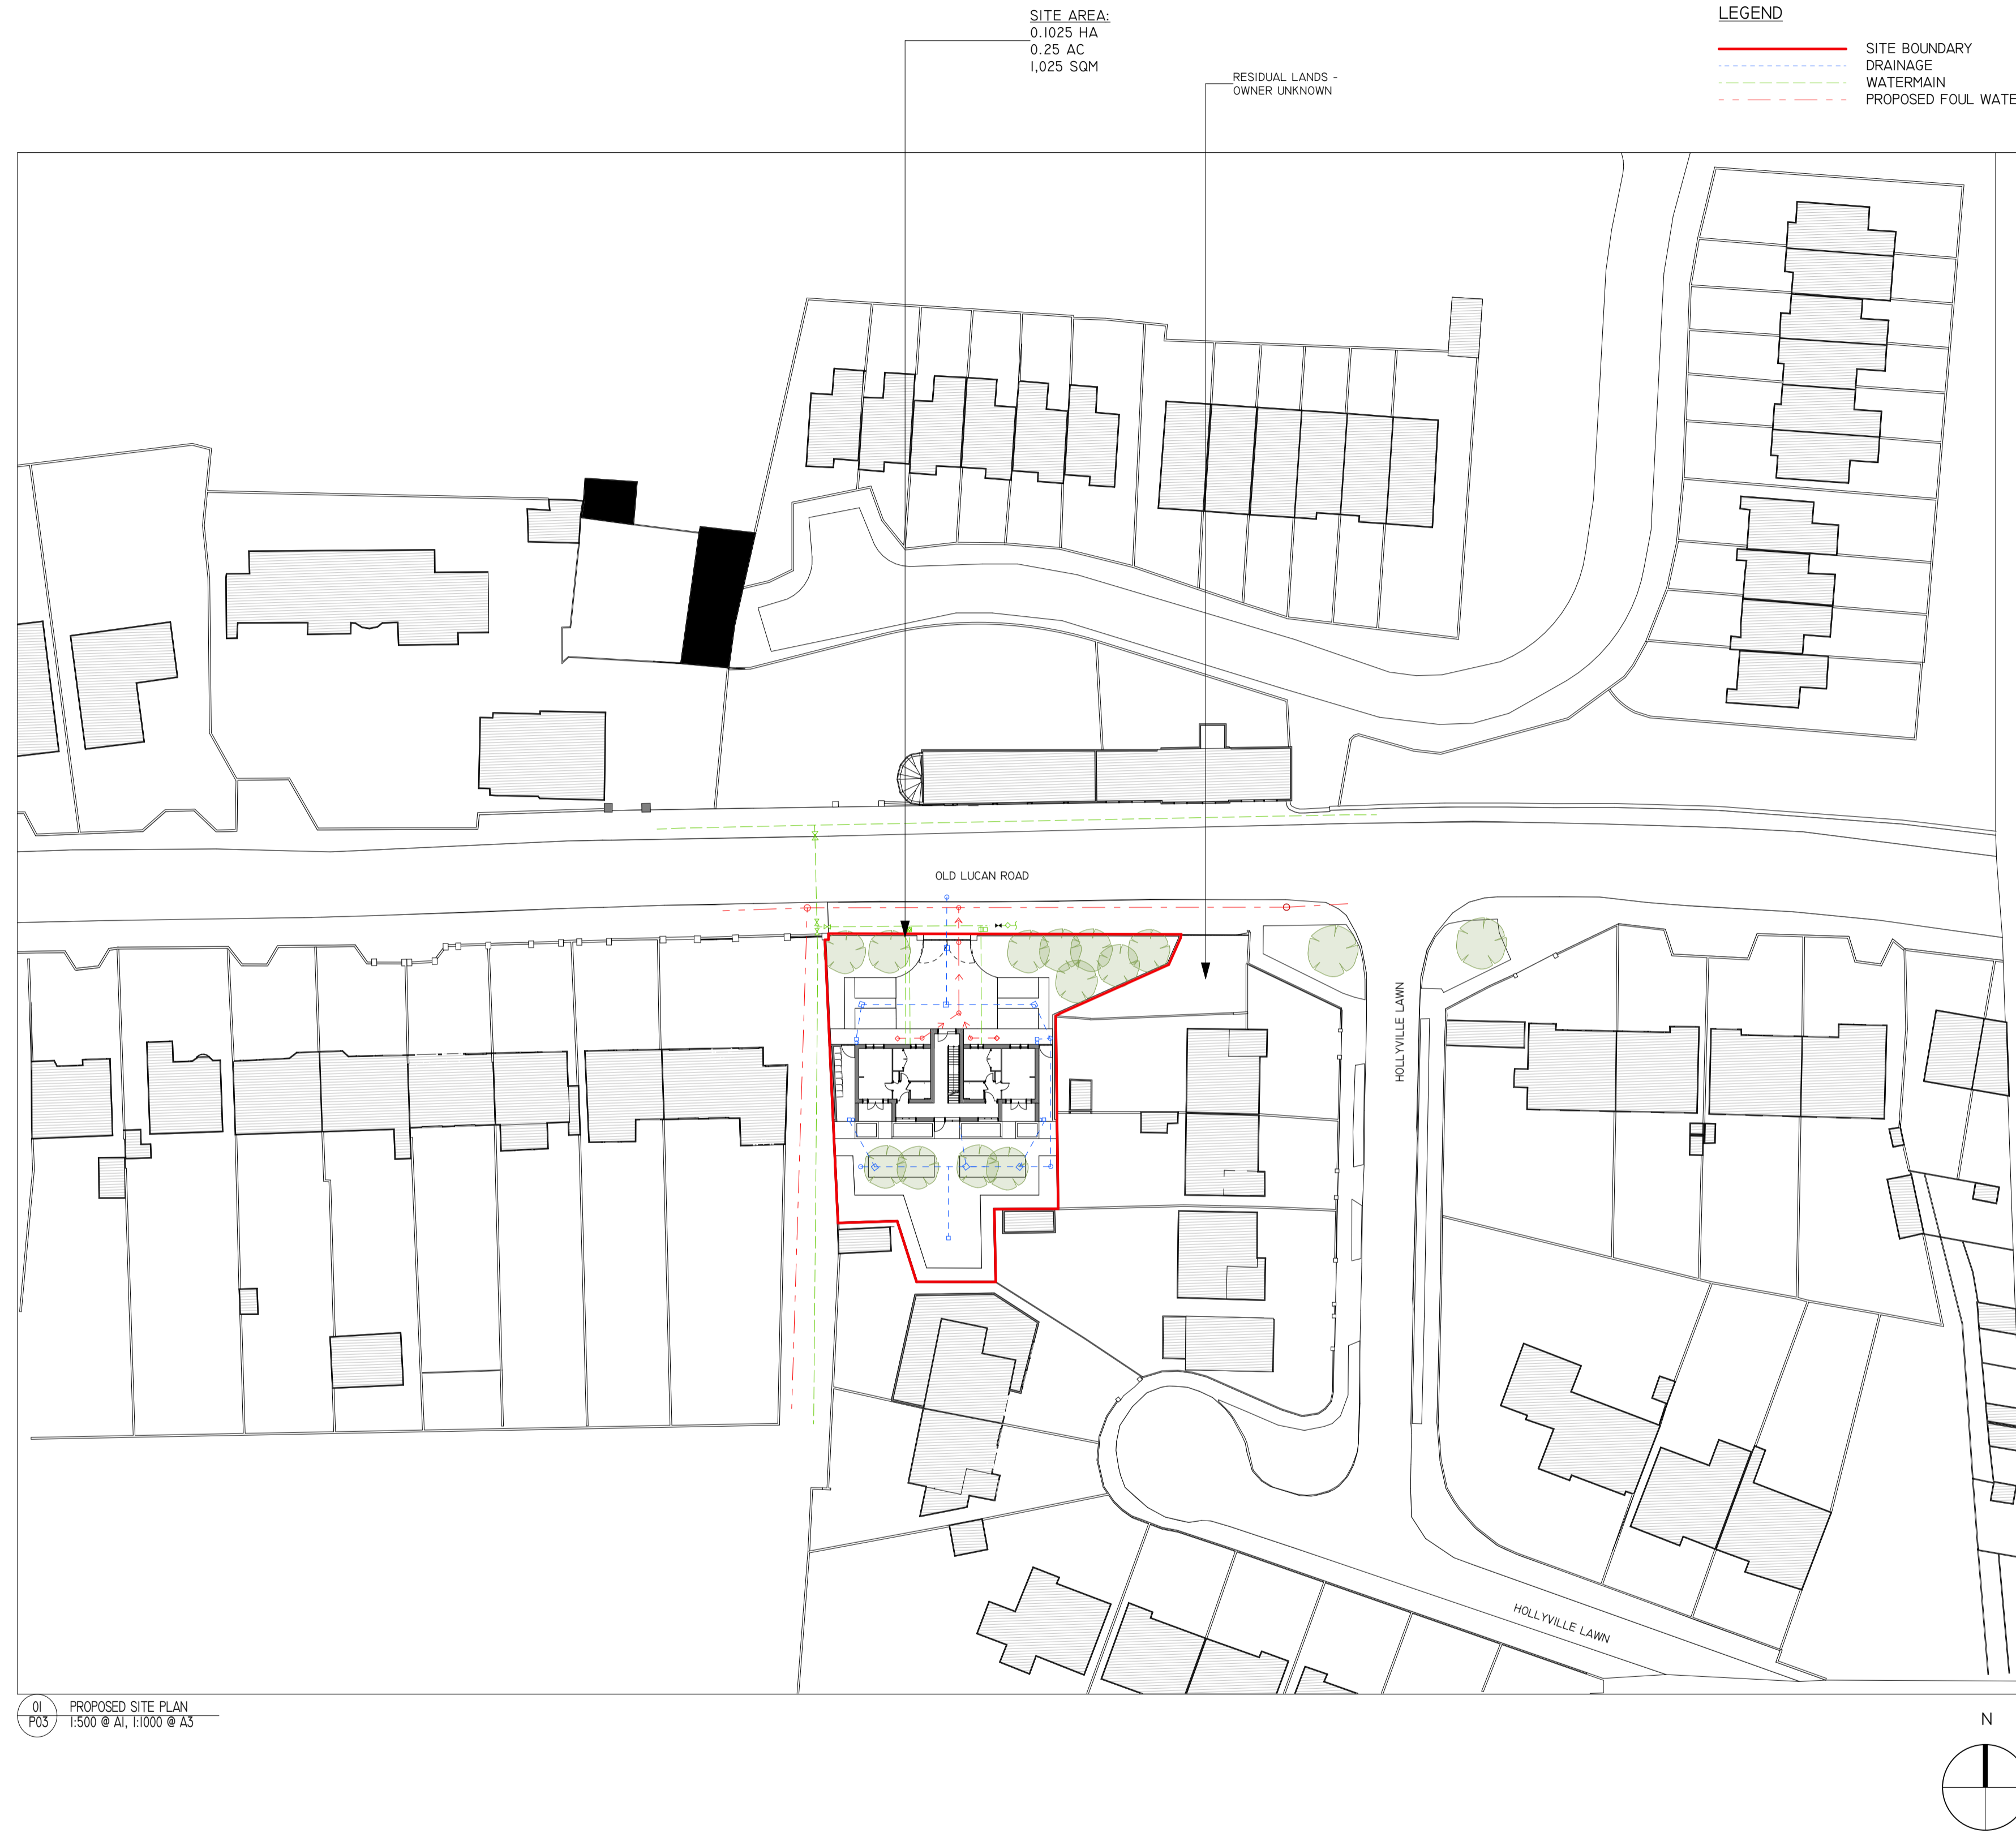 SITE AREA:
0.1025 HA
0.25 AC
1,025 SQM
RESIDUAL LANDS -
OWNER UNKNOWN
LEGEND
SITE BOUNDARY
DRAINAGE
WATERMAIN
PROPOSED FOUL WATE
OLD LUCAN ROAD
HOLLYVILLE LAWN
HOLLYVILLE LAWN
01
P03
PROPOSED SITE PLAN
1:500 @ A1, 1:1000 @ A3
N